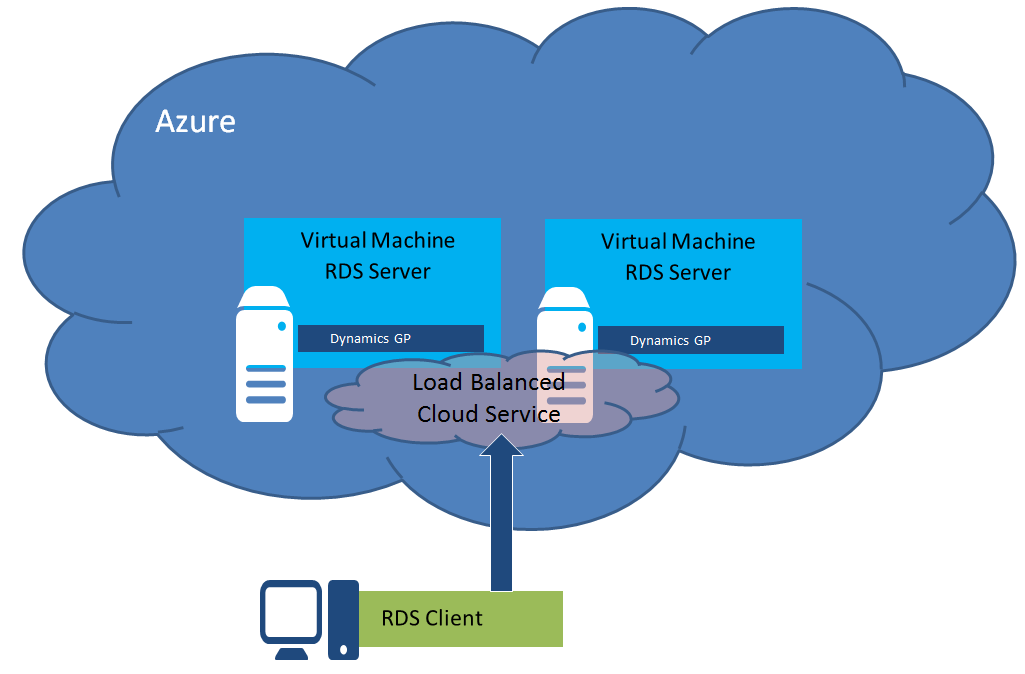 Azure
Virtual Machine
RDS Server
Dynamics GP
Virtual Machine
RDS Server
Dynamics GP
Load Balanced
Cloud Service
RDS Client